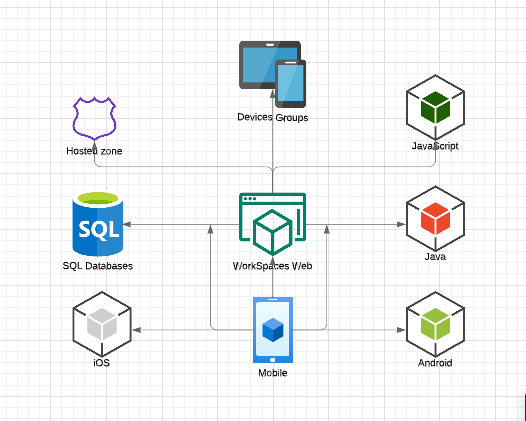 Devices Groups
Hosted zone
JavaScript
SQL
SQL Databases
WorkSpaces Web
Java
iOS
Mobile
Android